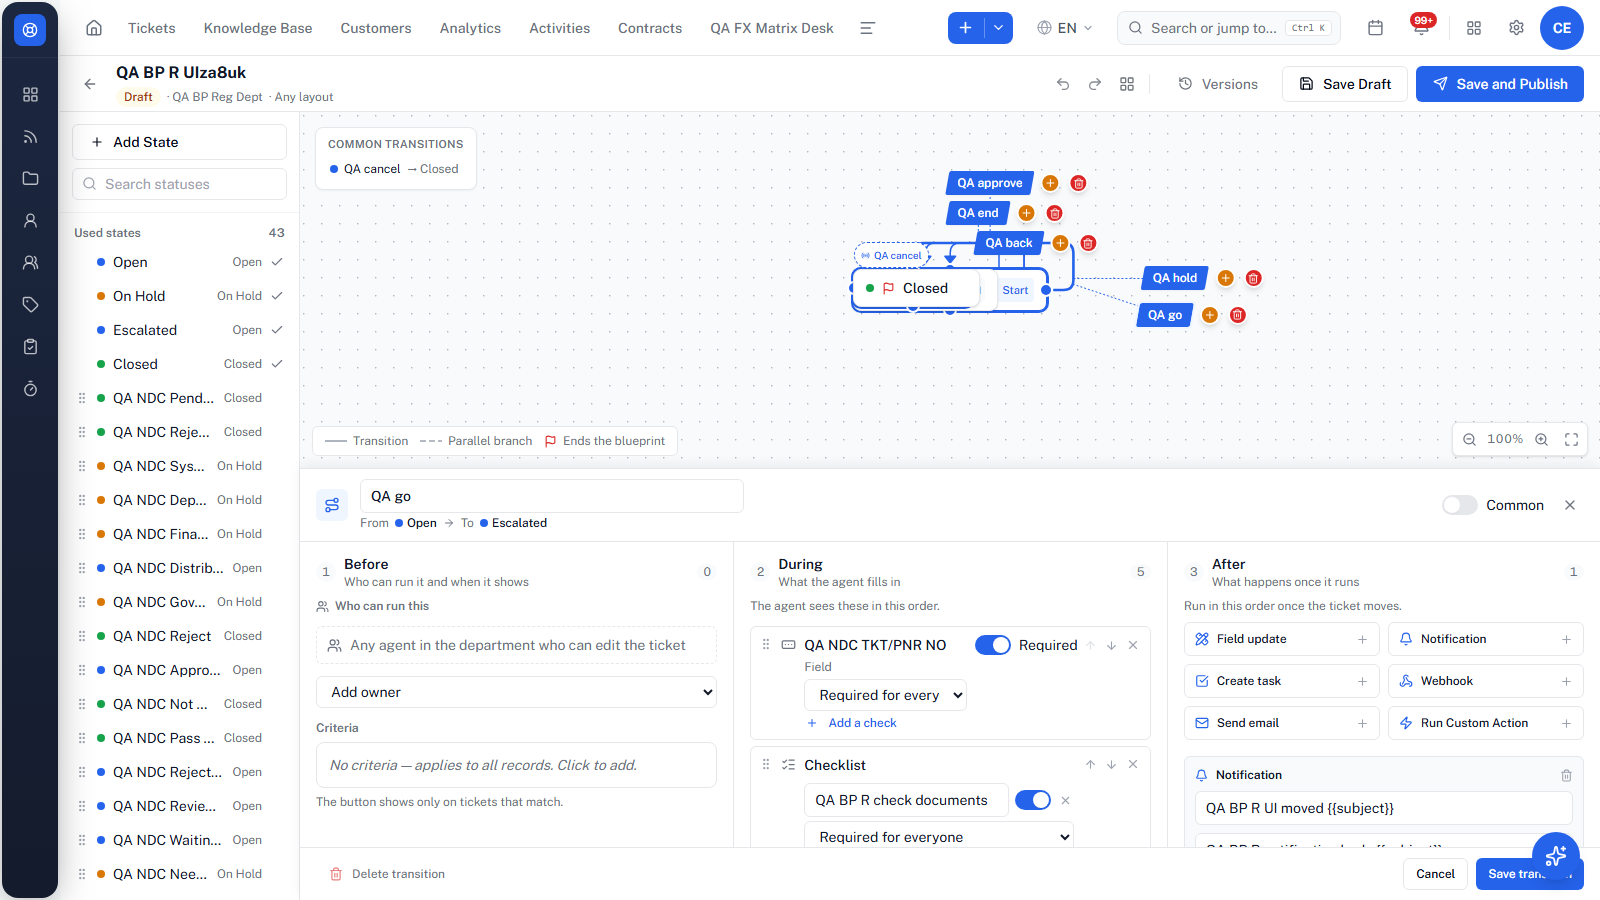 Tickets
Knowledge Base
Customers
Analytics
Activities
Contracts
QA FX Matrix Desk
EN
Search or jump to...
Ctrl K
99+
CE
QA BP R UIza8uk
Draft · QA BP Reg Dept · Any layout
Versions
Save Draft
Save and Publish
Add State
Search statuses
Used states 43
Open Open
On Hold On Hold
Escalated Open
Closed Closed
QA NDC Pend... Closed
QA NDC Reje... Closed
QA NDC Sys... On Hold
QA NDC Dep... On Hold
QA NDC Fina... On Hold
QA NDC Distrib... Open
QA NDC Gov... On Hold
QA NDC Reject Closed
QA NDC Appro... Open
QA NDC Not ... Closed
QA NDC Pass ... Closed
QA NDC Reject... Open
QA NDC Revie... Open
QA NDC Waitin... Open
QA NDC Nee... On Hold
COMMON TRANSITIONS
QA cancel → Closed
QA approve
QA end
QA back
QA cancel
Closed
Start
QA hold
QA go
Transition
Parallel branch
Ends the blueprint
100%
QA go
From Open → To Escalated
Common
1 Before 0
Who can run it and when it shows
Who can run this
Any agent in the department who can edit the ticket
Add owner
Criteria
No criteria — applies to all records. Click to add.
The button shows only on tickets that match.
2 During 5
What the agent fills in
The agent sees these in this order.
QA NDC TKT/PNR NO
Required
Field
Required for every
Add a check
Checklist
QA BP R check documents
Required for everyone
3 After 1
What happens once it runs
Run in this order once the ticket moves.
Field update
Notification
Create task
Webhook
Send email
Run Custom Action
Notification
QA BP R UI moved {{subject}}
Delete transition
Cancel
Save